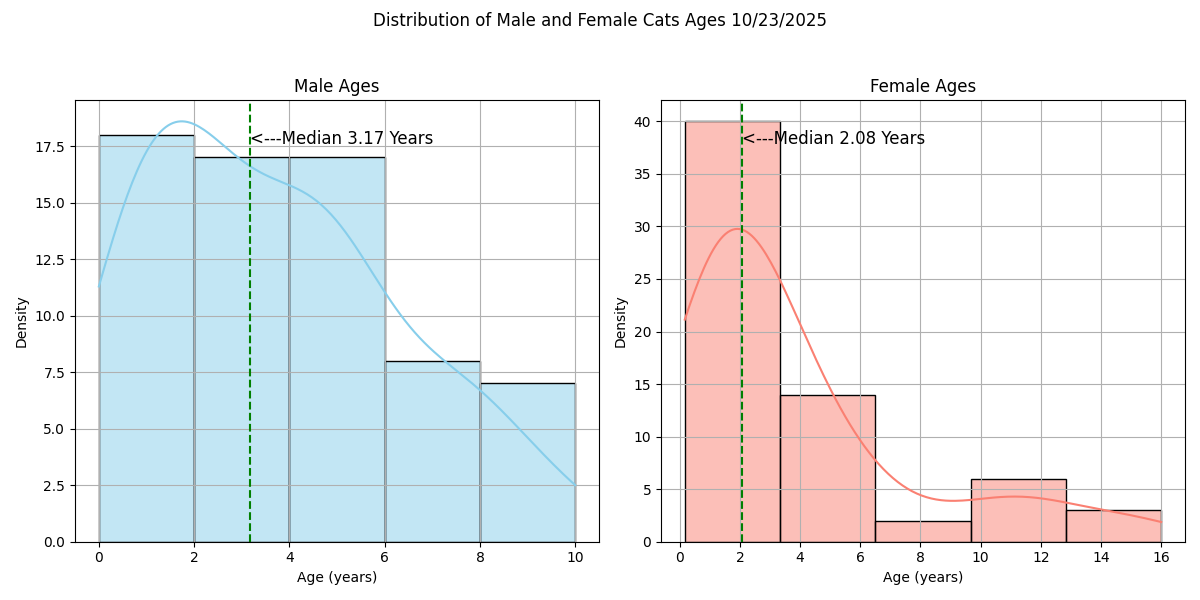 Distribution of Male and Female Cats Ages 10/23/2025
Male Ages
<---Median 3.17 Years
17.5
15.0
12.5
10.0
7.5
5.0
2.5
0.0
Density
0 2 4 6 8 10
Age (years)
Female Ages
<---Median 2.08 Years
40
35
30
25
20
15
10
5
0
Density
0 2 4 6 8 10 12 14 16
Age (years)